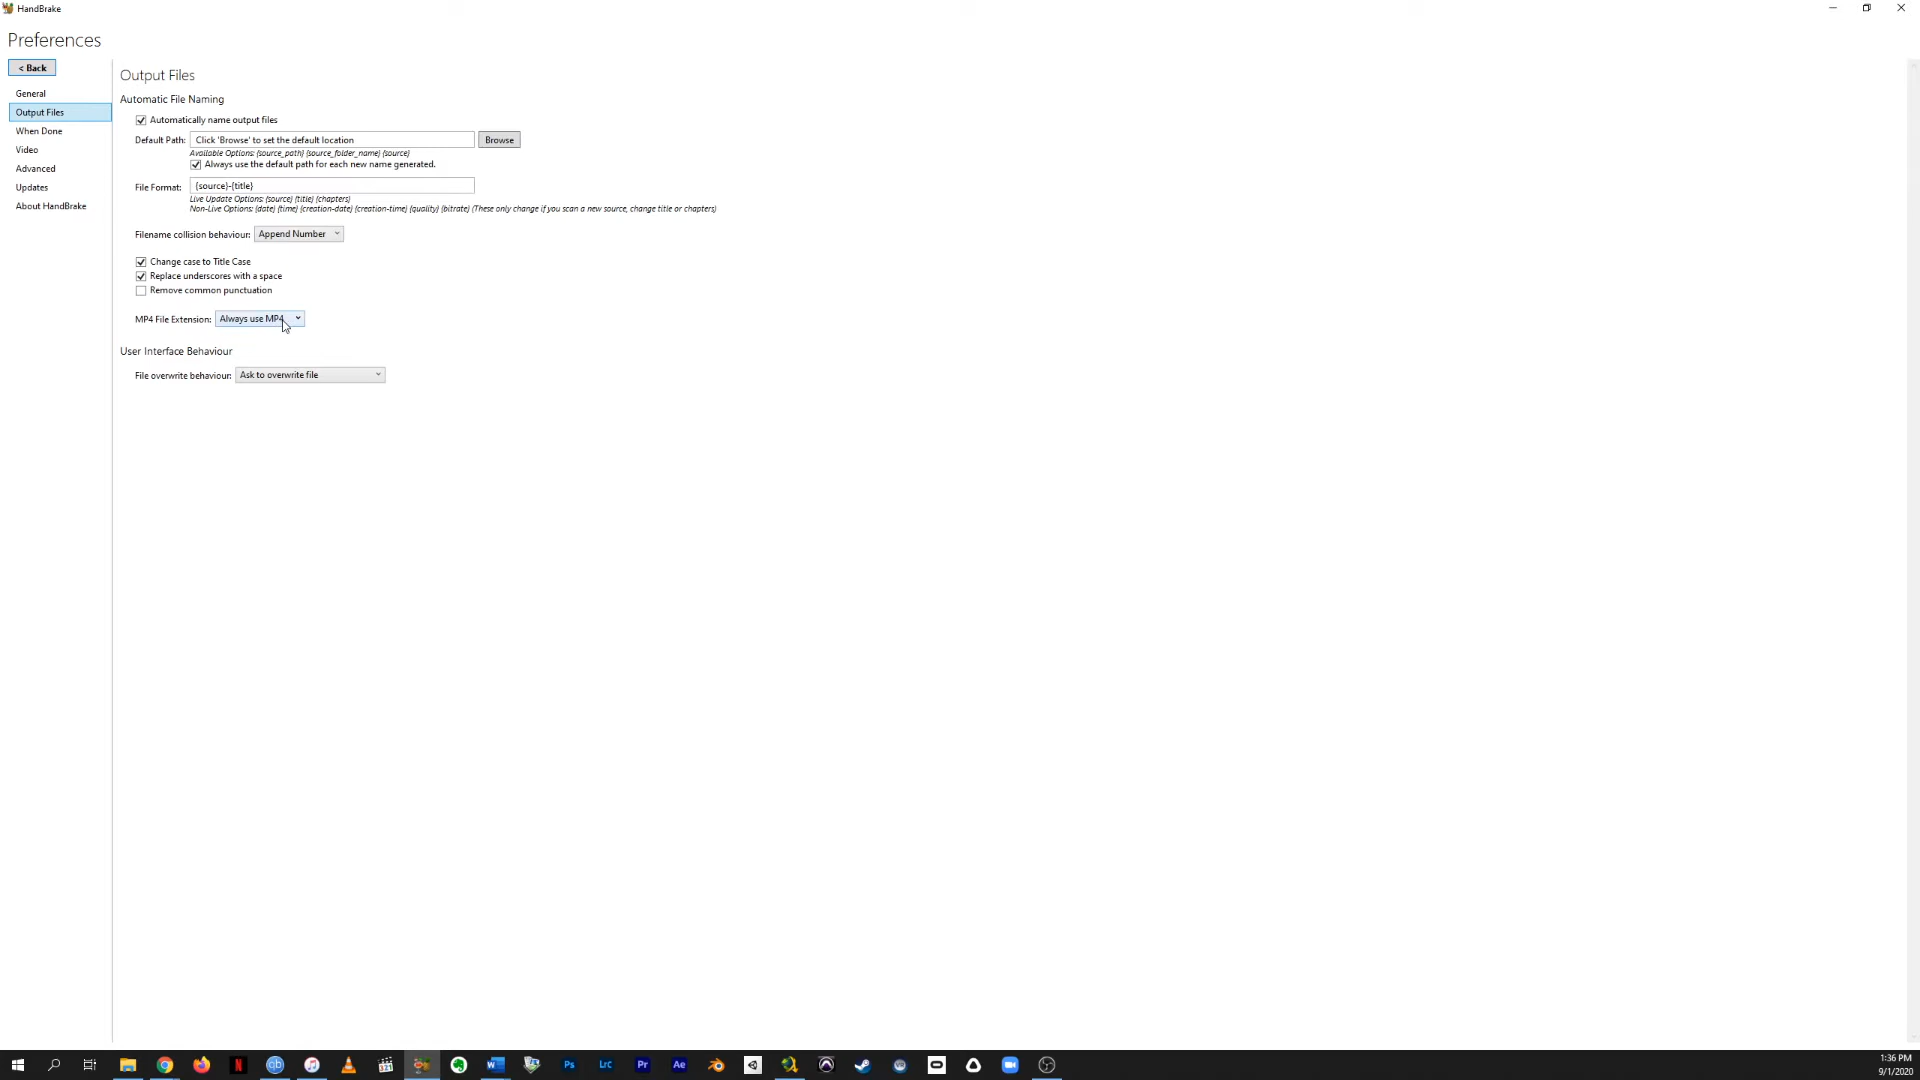 HandBrake
Preferences
< Back
General
Output Files
When Done
Video
Advanced
Updates
About HandBrake
Output Files
Automatic File Naming
Automatically name output files
Default Path: Click 'Browse' to set the default location Browse
Available Options: {source_path} {source_folder_name} {source}
Always use the default path for each new name generated.
File Format: {source}-{title}
Live Update Options: {source} {title} {chapters}
Non-Live Options: {date} {time} {creation-date} {creation-time} {quality} {bitrate} (These only change if you scan a new source, change title or chapters)
Filename collision behaviour: Append Number
Change case to Title Case
Replace underscores with a space
Remove common punctuation
MP4 File Extension: Always use MP4
User Interface Behaviour
File overwrite behaviour: Ask to overwrite file
N qb 321 W Ps Lrc Pr Ae
1:36 PM
9/1/2020